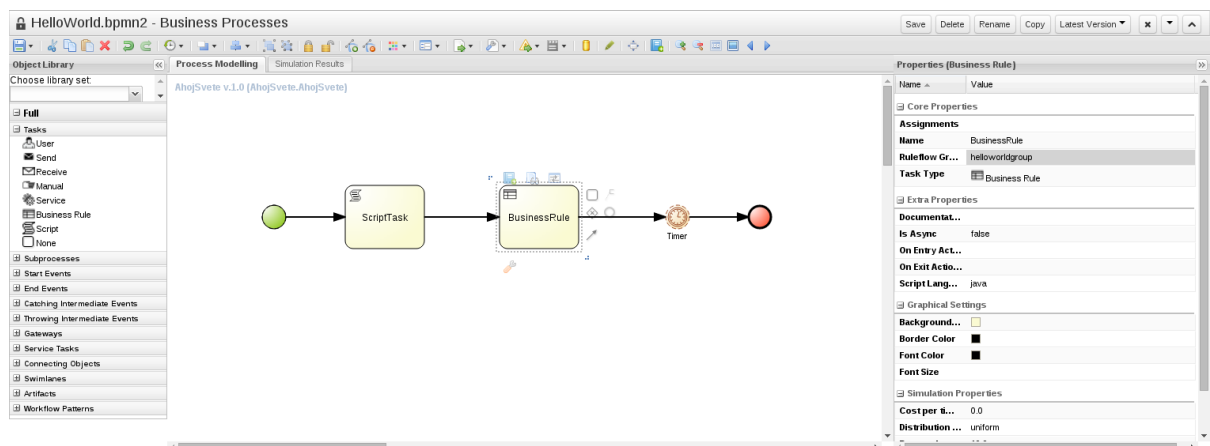 HelloWorld.bpmn2 - Business Processes
Save Delete Rename Copy Latest Version
Object Library
Process Modelling Simulation Results
Properties (Business Rule)
Choose library set:
AhojSvete v.1.0 (AhojSvete.AhojSvete)
Full
Tasks
User
Send
Receive
Manual
Service
Business Rule
Script
None
Subprocesses
Start Events
End Events
Catching Intermediate Events
Throwing Intermediate Events
Gateways
Service Tasks
Connecting Objects
Swimlanes
Artifacts
Workflow Patterns
ScriptTask
BusinessRule
Timer
Name Value
Core Properties
Assignments
Name BusinessRule
Ruleflow Gr... helloworldgroup
Task Type Business Rule
Extra Properties
Documentat...
Is Async false
On Entry Act...
On Exit Actio...
Script Lang... java
Graphical Settings
Background...
Border Color
Font Color
Font Size
Simulation Properties
Cost per ti... 0.0
Distribution ... uniform